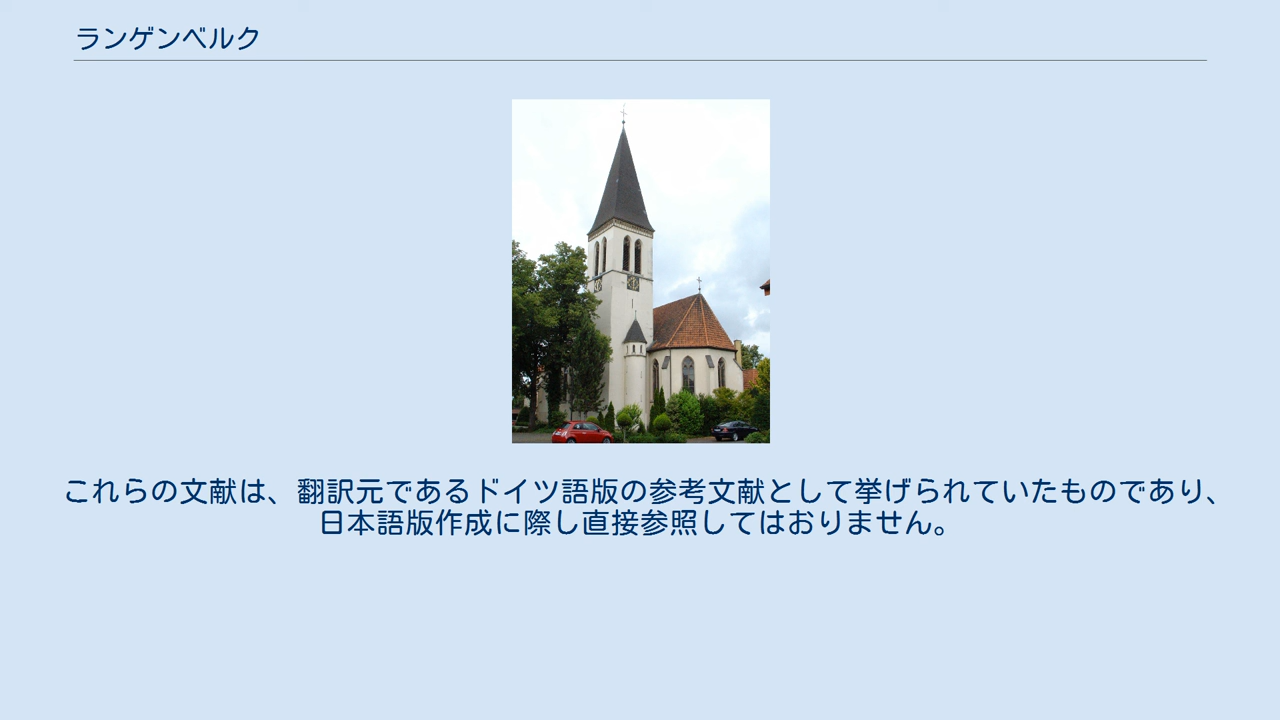 ランゲンベルク
これらの文献は、翻訳元であるドイツ語版の参考文献として挙げられていたものであり、
日本語版作成に際し直接参照してはおりません。